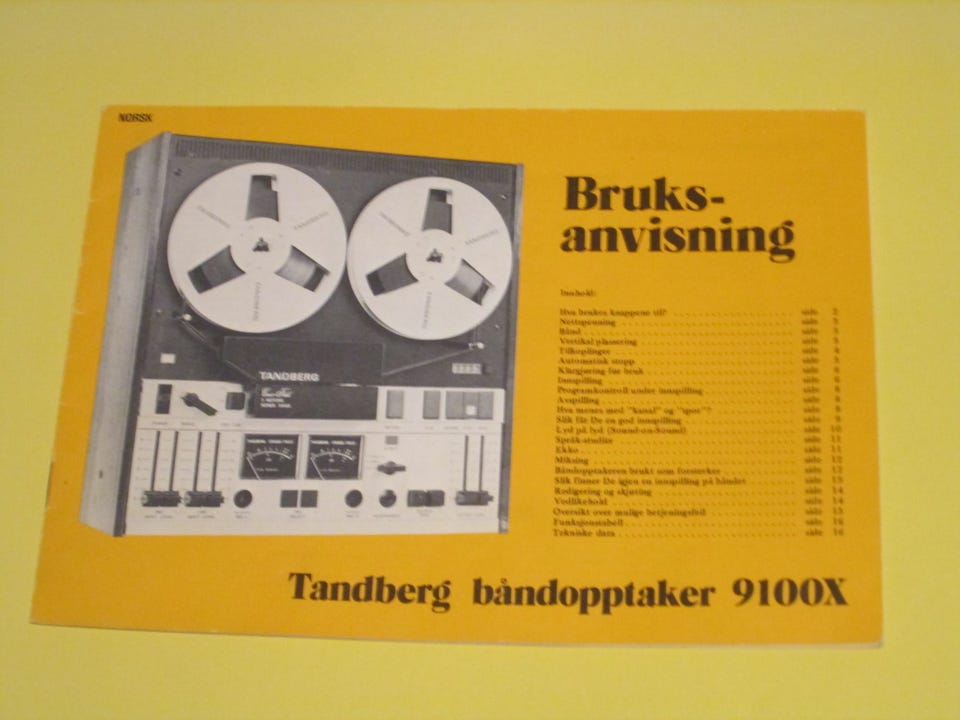 NORSK
Bruks-
anvisning
Innhold:
Hva brukes knappene til? side 2
Nettspenning side 3
Bånd side 3
Vertikal plassering side 3
Tilkoplinger side 4
Automatisk stopp side 5
Klargjøring før bruk side 6
Innspilling side 6
Programkontroll under innspilling side 8
Avspilling side 8
Hva menes med "kanal" og "spor"? side 8
Slik får De en god innspilling side 9
Lyd på lyd (Sound-on-Sound) side 10
Språk-studier side 11
Ekko side 11
Miksing side 12
Båndopptakeren brukt som forsterker side 12
Slik finner De igjen en innspilling på båndet side 13
Redigering og skjøting side 14
Vedlikehold side 14
Oversikt over mulige betjeningsfeil side 15
Funksjonstabell side 16
Tekniske data side 16
TANDBERG
TANDBERG
TANDBERG
Tandberg båndopptaker 9100X